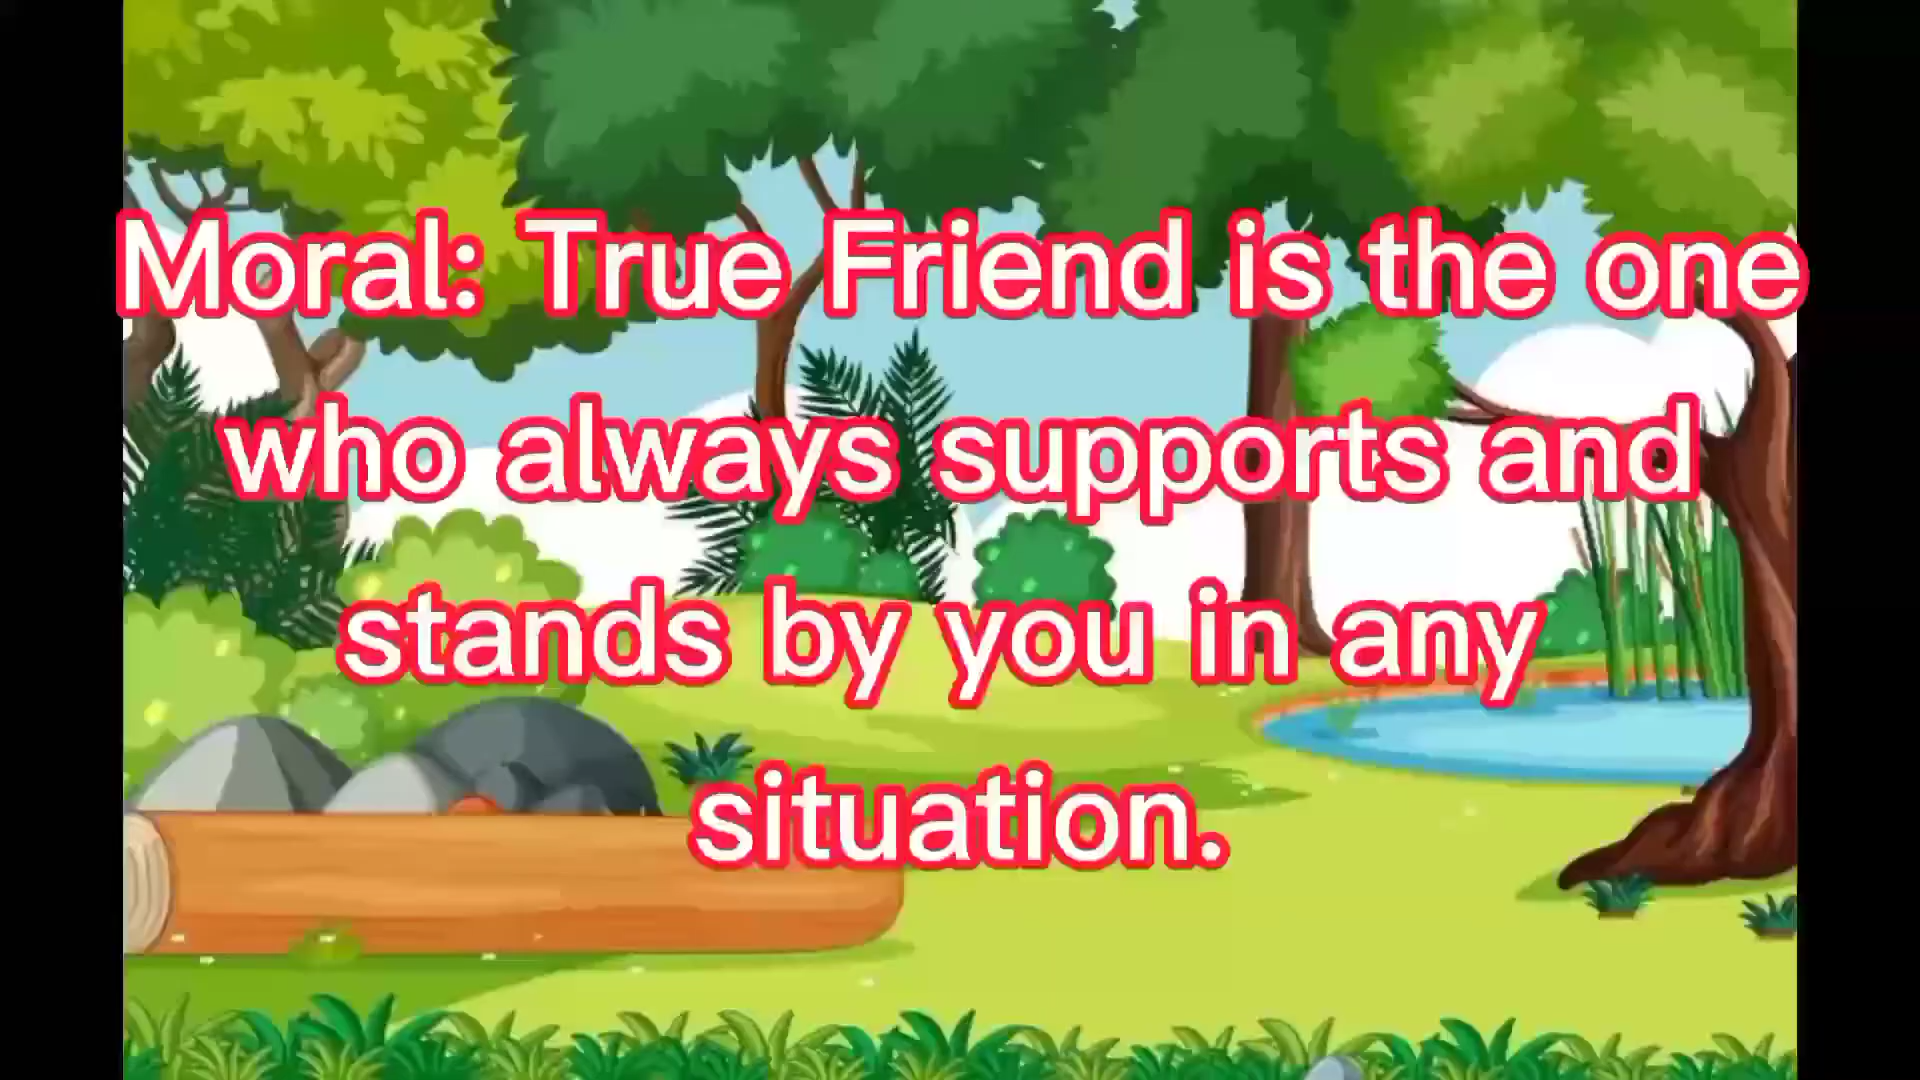 Moral: True Friend is the one
who always supports and
stands by you in any
situation.